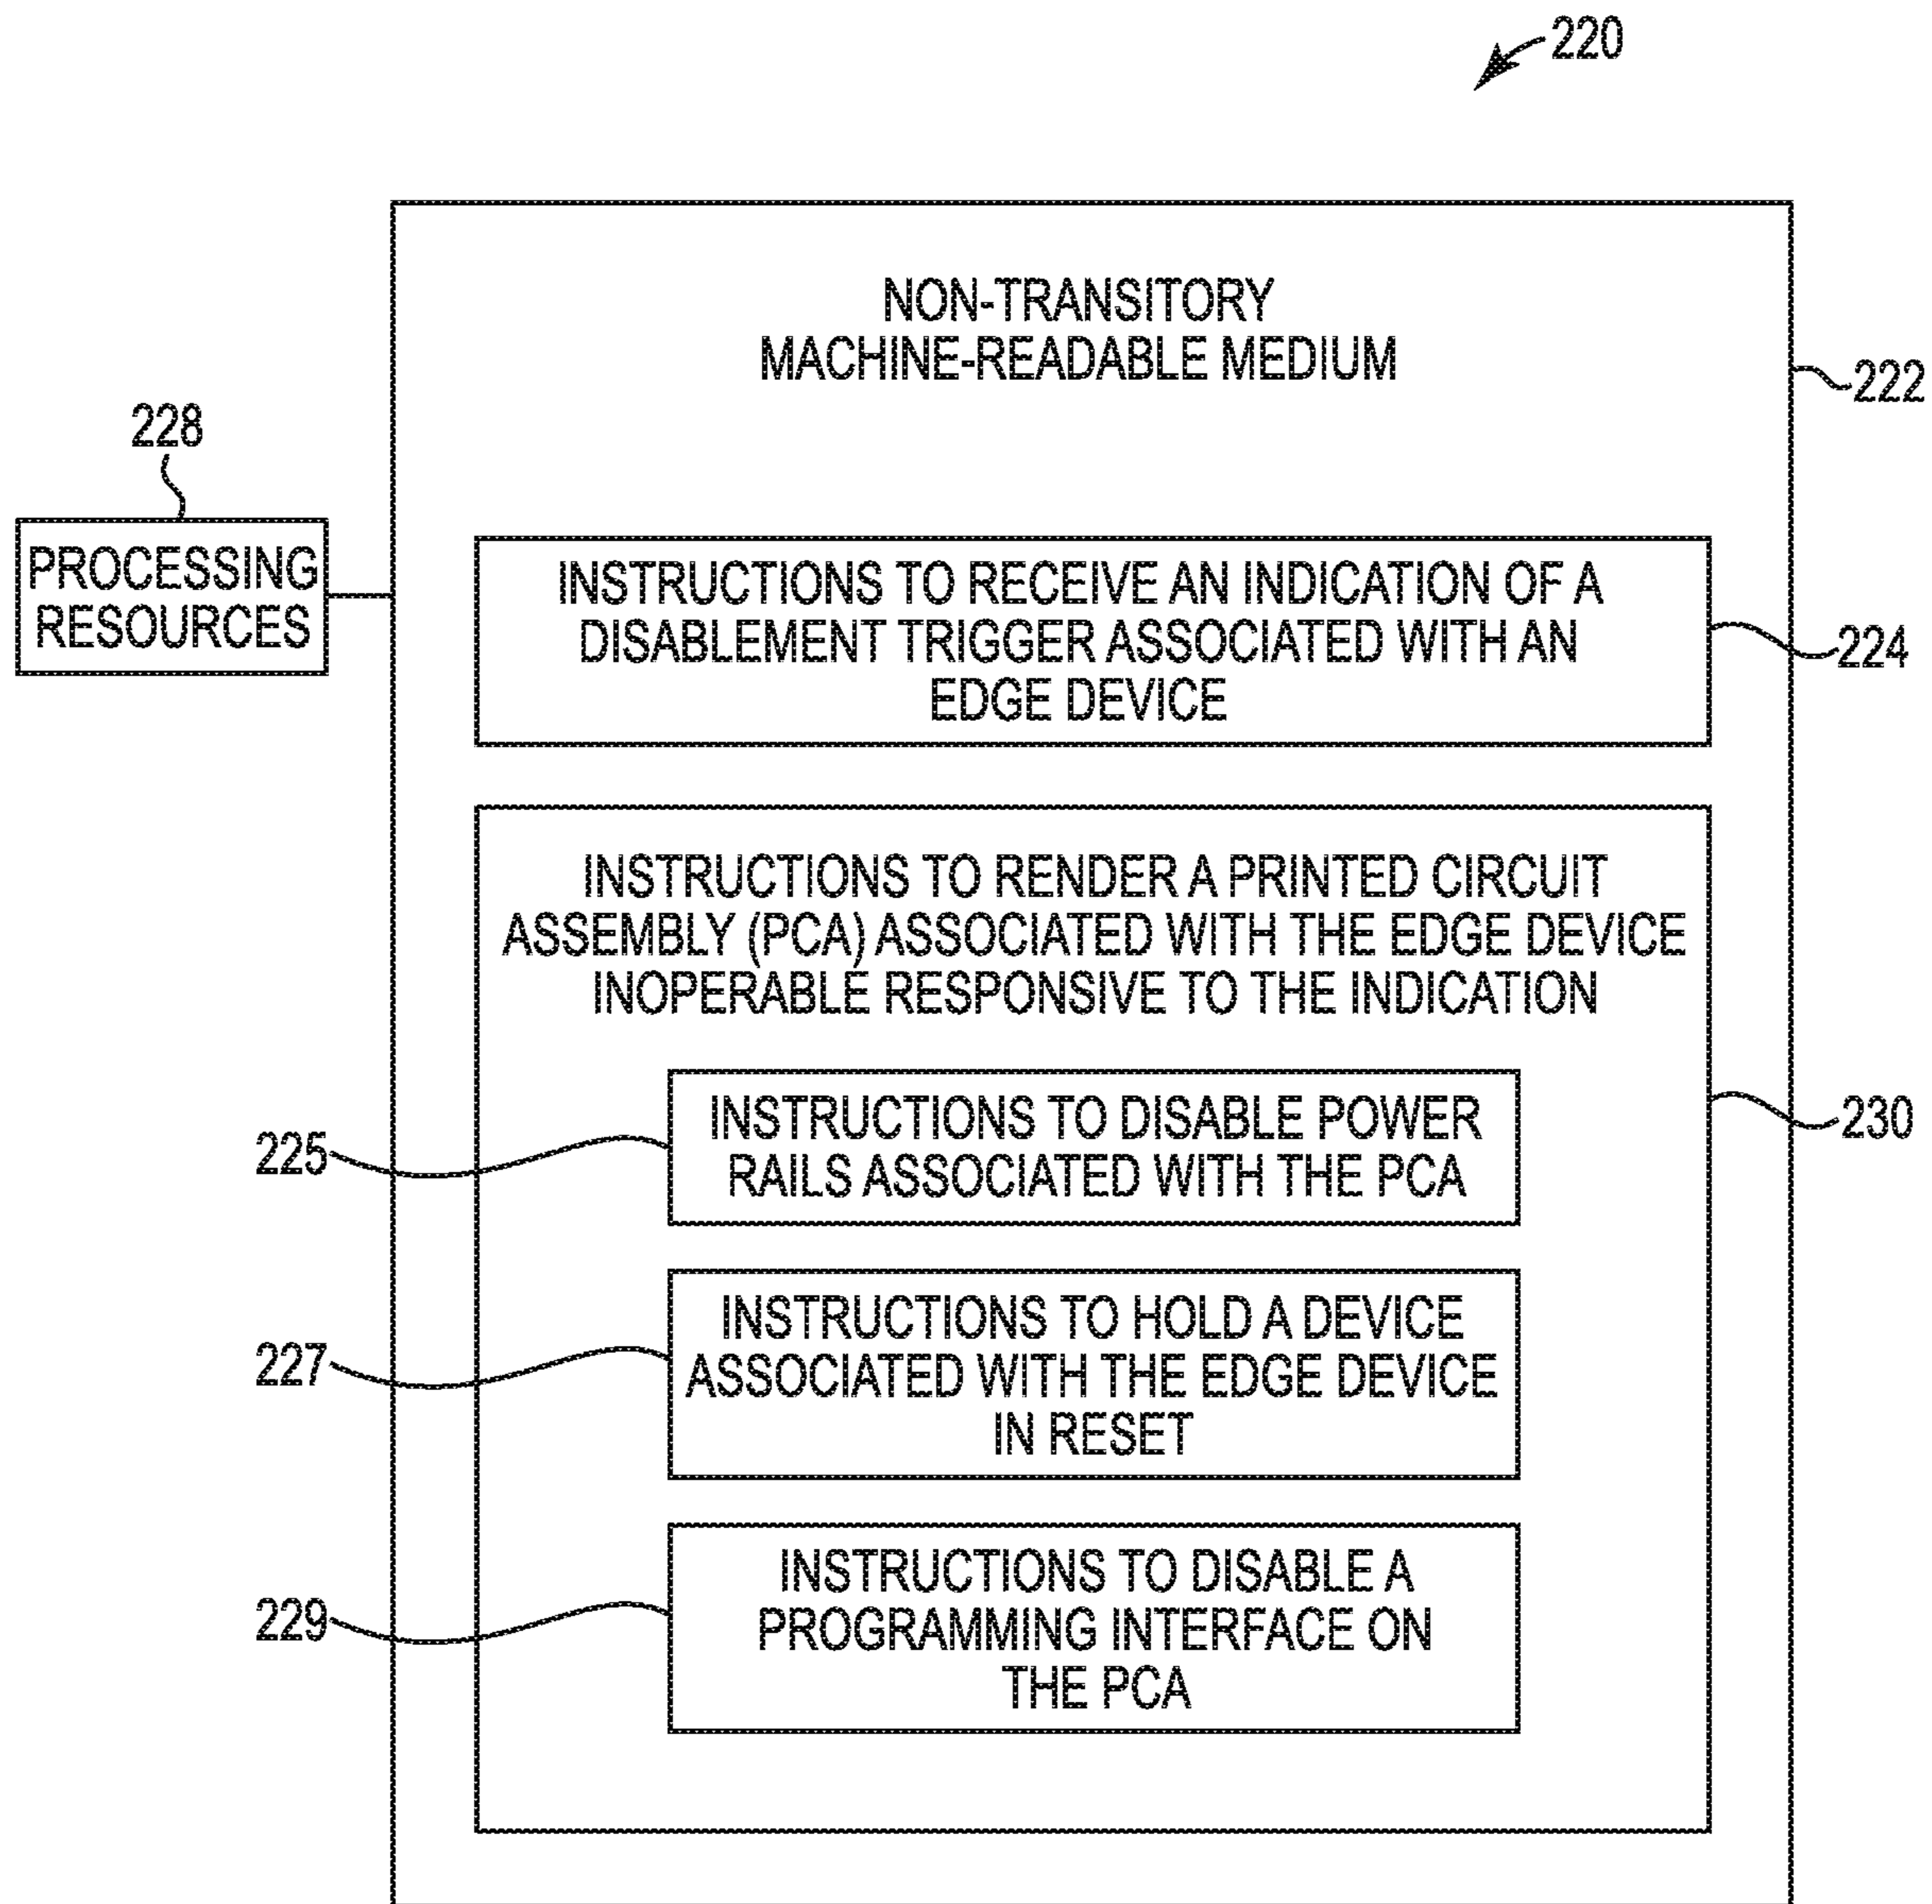 220
NON-TRANSITORY
MACHINE-READABLE MEDIUM
222
228
PROCESSING
RESOURCES
INSTRUCTIONS TO RECEIVE AN INDICATION OF A
DISABLEMENT TRIGGER ASSOCIATED WITH AN
EDGE DEVICE
224
INSTRUCTIONS TO RENDER A PRINTED CIRCUIT
ASSEMBLY (PCA) ASSOCIATED WITH THE EDGE DEVICE
INOPERABLE RESPONSIVE TO THE INDICATION
230
225
INSTRUCTIONS TO DISABLE POWER
RAILS ASSOCIATED WITH THE PCA
227
INSTRUCTIONS TO HOLD A DEVICE
ASSOCIATED WITH THE EDGE DEVICE
IN RESET
229
INSTRUCTIONS TO DISABLE A
PROGRAMMING INTERFACE ON
THE PCA